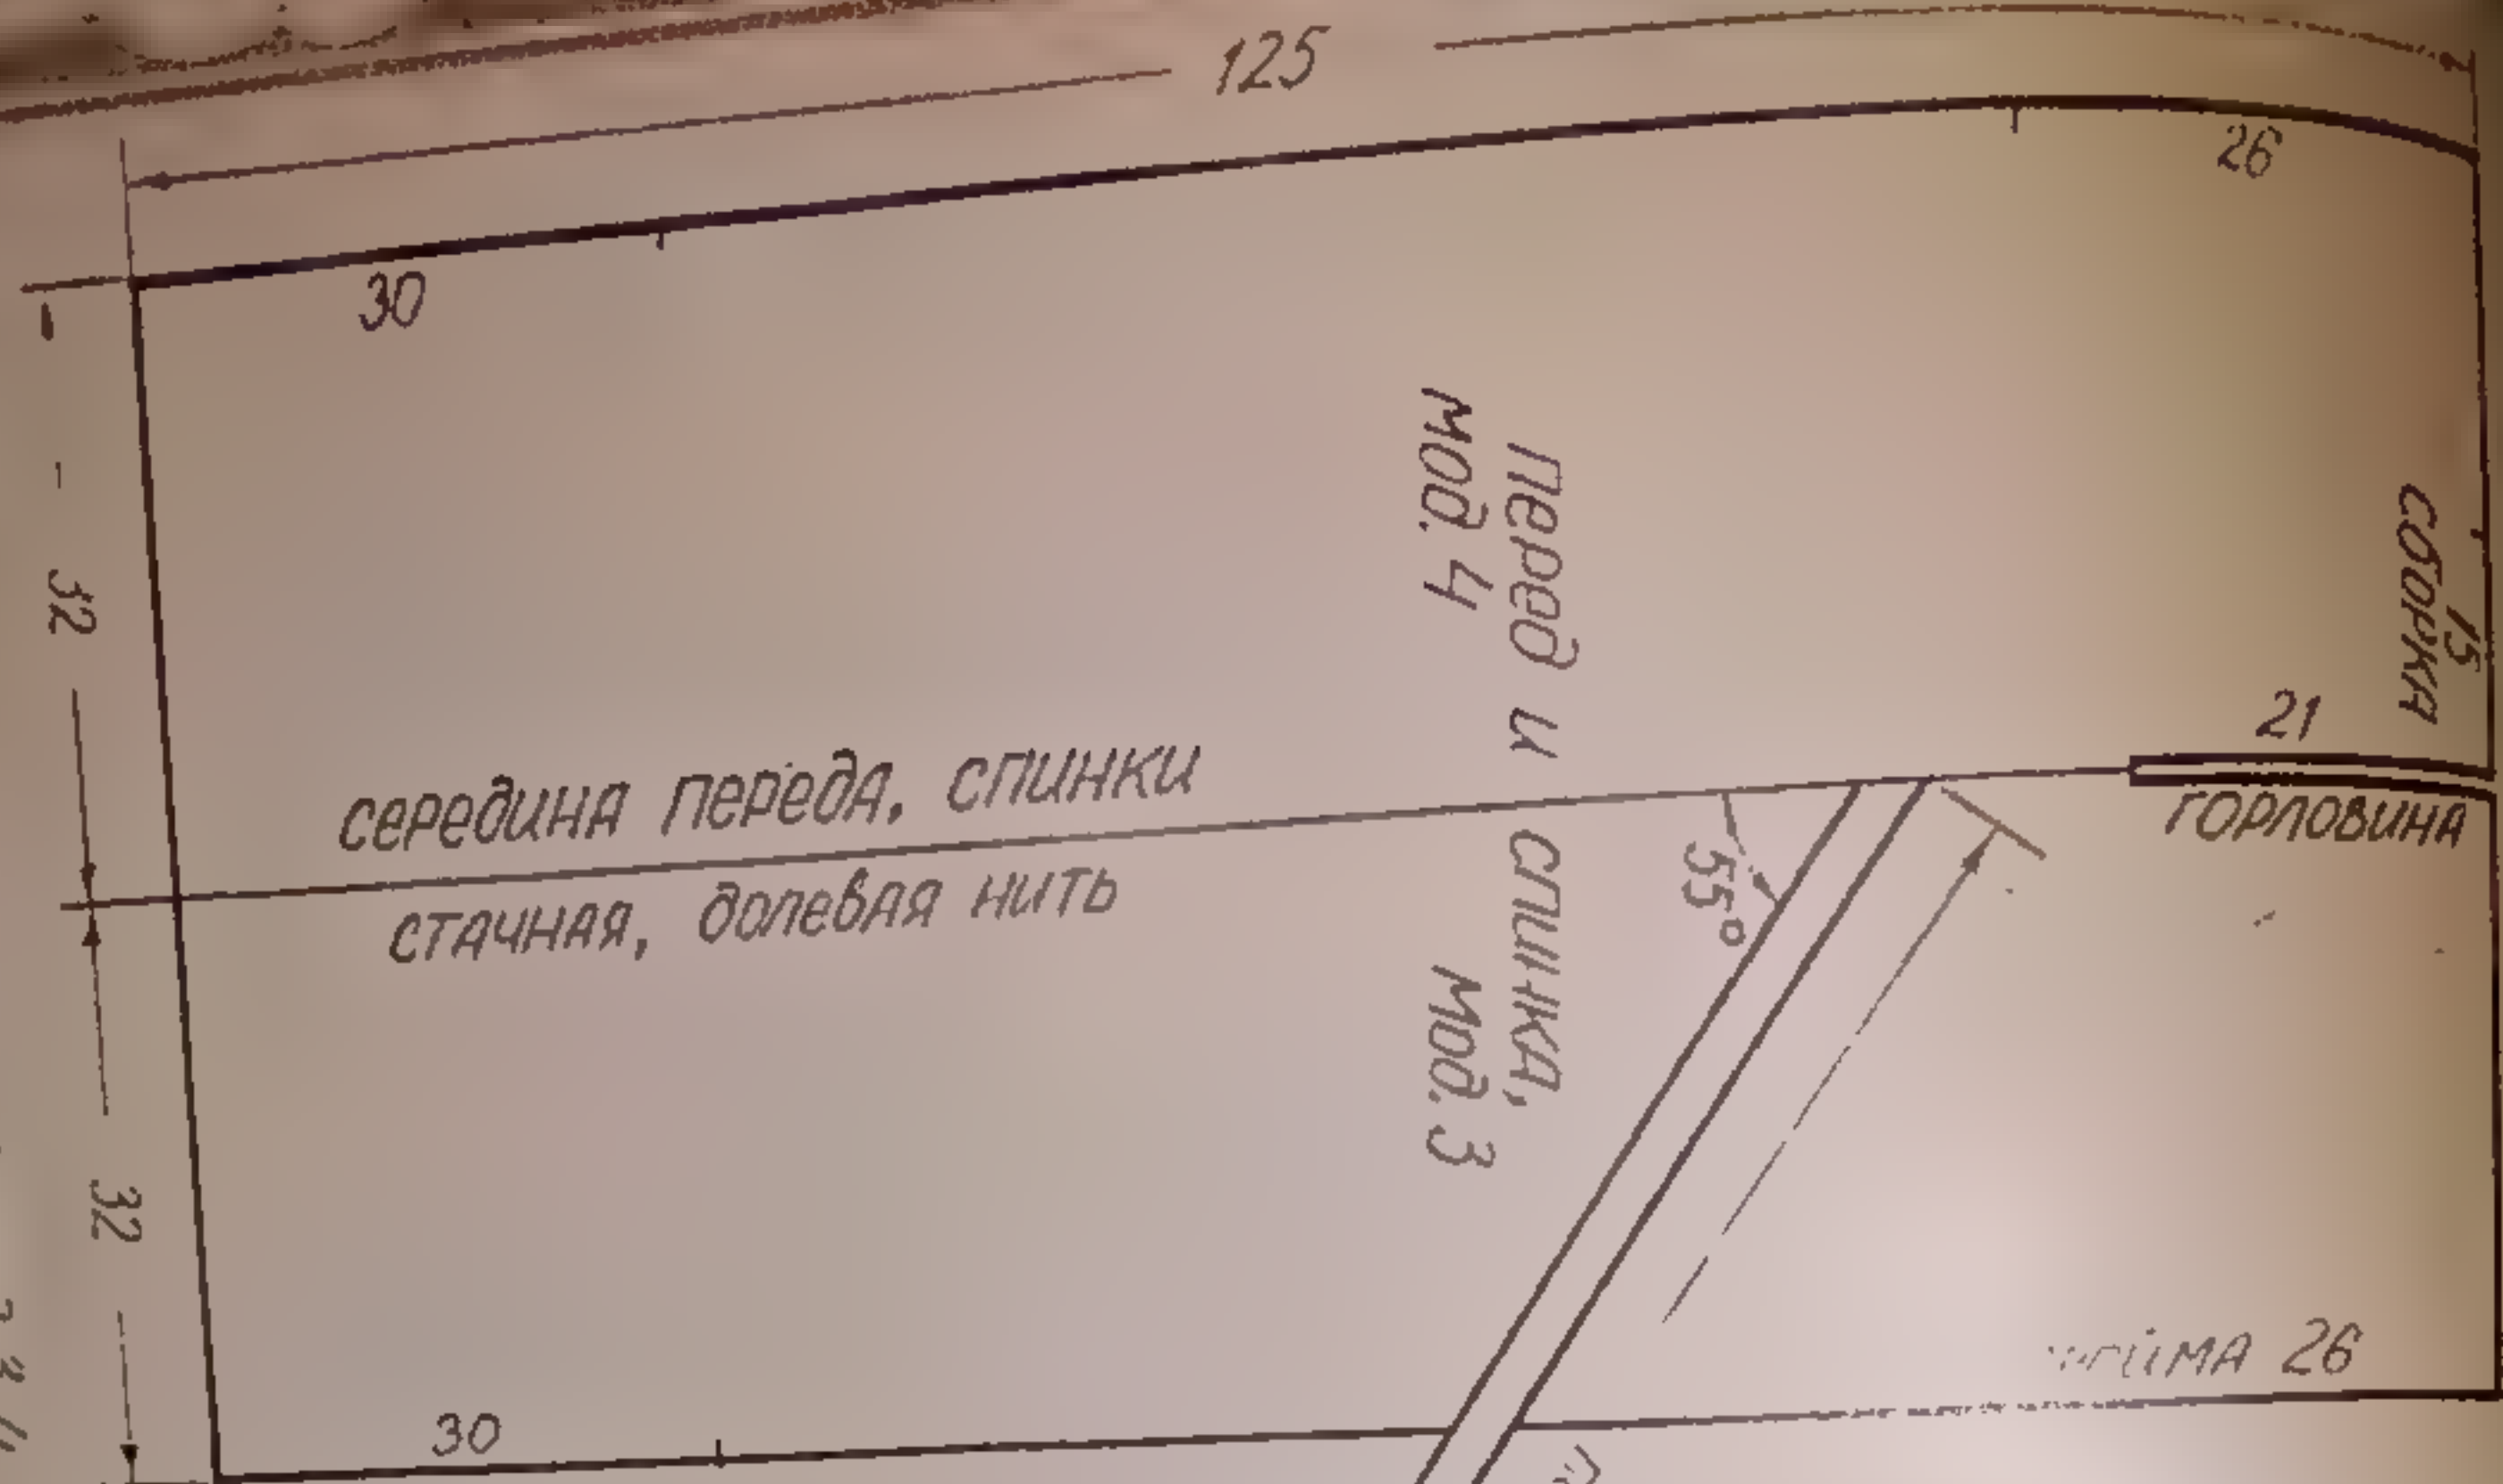 125
26
30
мод. 4
Перед и спинка,
мод. 3
32
сборка
15
21
горловина
середина переда, спинки
стачная, долевая нить
55°
32
26
30